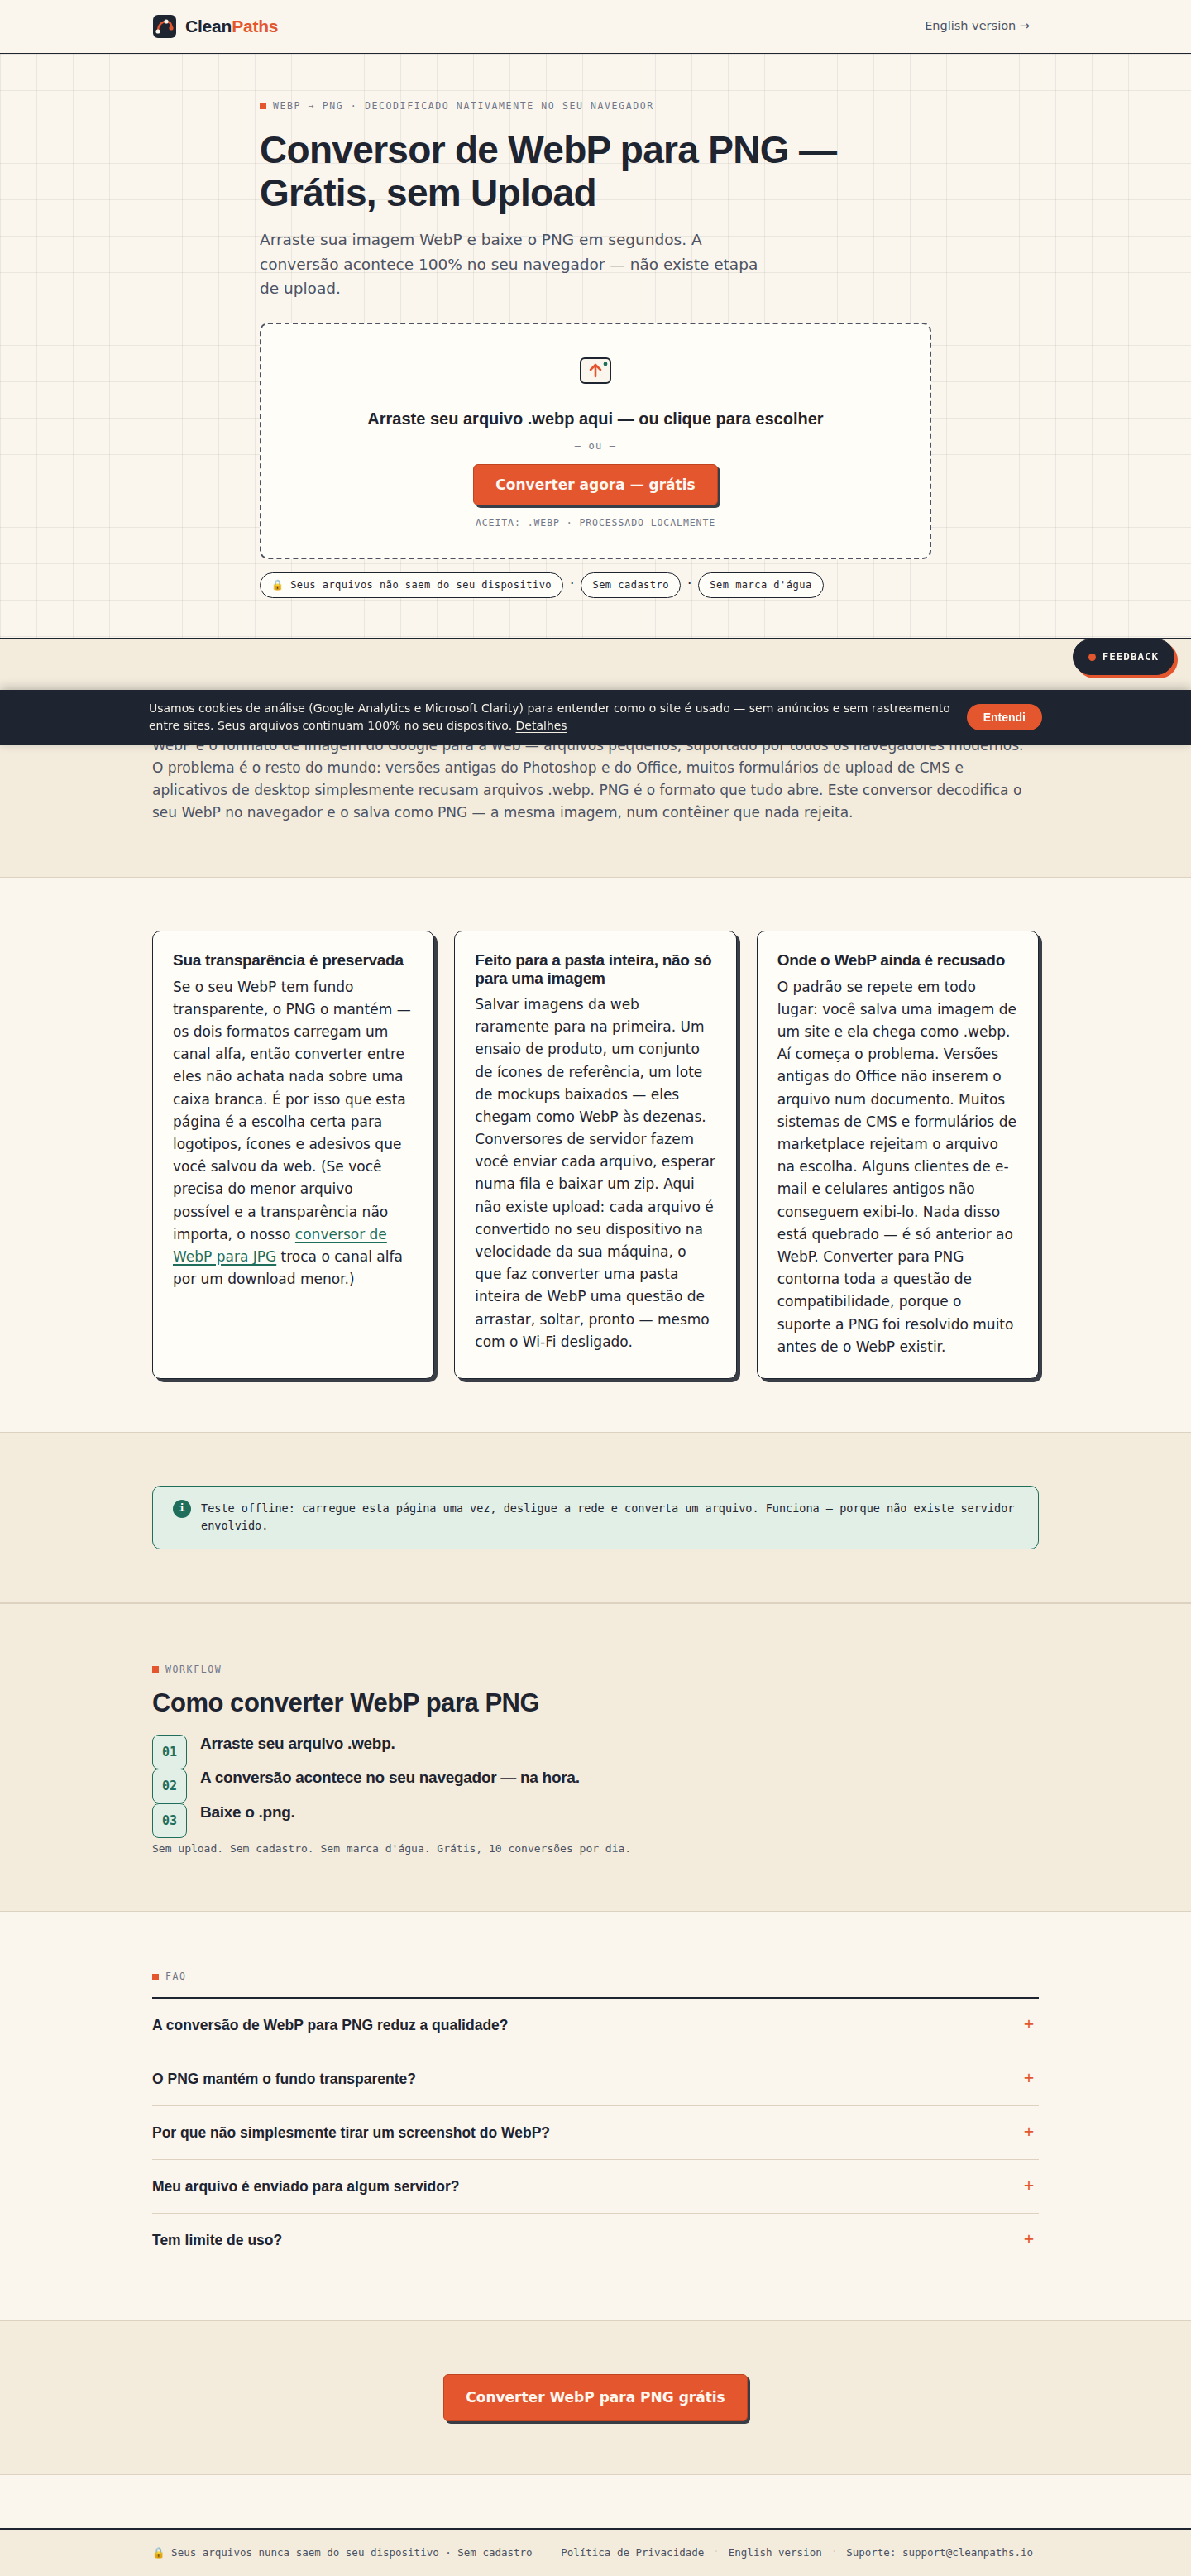 CleanPaths
English version →
WEBP → PNG · DECODIFICADO NATIVAMENTE NO SEU NAVEGADOR
Conversor de WebP para PNG —
Grátis, sem Upload
Arraste sua imagem WebP e baixe o PNG em segundos. A
conversão acontece 100% no seu navegador — não existe etapa
de upload.
Arraste seu arquivo .webp aqui — ou clique para escolher
— ou —
Converter agora — grátis
ACEITA: .WEBP · PROCESSADO LOCALMENTE
🔒 Seus arquivos não saem do seu dispositivo · Sem cadastro · Sem marca d'água
FEEDBACK
Usamos cookies de análise (Google Analytics e Microsoft Clarity) para entender como o site é usado — sem anúncios e sem rastreamento
entre sites. Seus arquivos continuam 100% no seu dispositivo. Detalhes
Entendi
WebP é o formato de imagem do Google para a web — arquivos pequenos, suportado por todos os navegadores modernos.
O problema é o resto do mundo: versões antigas do Photoshop e do Office, muitos formulários de upload de CMS e
aplicativos de desktop simplesmente recusam arquivos .webp. PNG é o formato que tudo abre. Este conversor decodifica o
seu WebP no navegador e o salva como PNG — a mesma imagem, num contêiner que nada rejeita.
Sua transparência é preservada
Se o seu WebP tem fundo
transparente, o PNG o mantém —
os dois formatos carregam um
canal alfa, então converter entre
eles não achata nada sobre uma
caixa branca. É por isso que esta
página é a escolha certa para
logotipos, ícones e adesivos que
você salvou da web. (Se você
precisa do menor arquivo
possível e a transparência não
importa, o nosso conversor de
WebP para JPG troca o canal alfa
por um download menor.)
Feito para a pasta inteira, não só
para uma imagem
Salvar imagens da web
raramente para na primeira. Um
ensaio de produto, um conjunto
de ícones de referência, um lote
de mockups baixados — eles
chegam como WebP às dezenas.
Conversores de servidor fazem
você enviar cada arquivo, esperar
numa fila e baixar um zip. Aqui
não existe upload: cada arquivo é
convertido no seu dispositivo na
velocidade da sua máquina, o
que faz converter uma pasta
inteira de WebP uma questão de
arrastar, soltar, pronto — mesmo
com o Wi-Fi desligado.
Onde o WebP ainda é recusado
O padrão se repete em todo
lugar: você salva uma imagem de
um site e ela chega como .webp.
Aí começa o problema. Versões
antigas do Office não inserem o
arquivo num documento. Muitos
sistemas de CMS e formulários de
marketplace rejeitam o arquivo
na escolha. Alguns clientes de e-
mail e celulares antigos não
conseguem exibi-lo. Nada disso
está quebrado — é só anterior ao
WebP. Converter para PNG
contorna toda a questão de
compatibilidade, porque o
suporte a PNG foi resolvido muito
antes de o WebP existir.
i
Teste offline: carregue esta página uma vez, desligue a rede e converta um arquivo. Funciona — porque não existe servidor
envolvido.
WORKFLOW
Como converter WebP para PNG
01 Arraste seu arquivo .webp.
02 A conversão acontece no seu navegador — na hora.
03 Baixe o .png.
Sem upload. Sem cadastro. Sem marca d'água. Grátis, 10 conversões por dia.
FAQ
A conversão de WebP para PNG reduz a qualidade? +
O PNG mantém o fundo transparente? +
Por que não simplesmente tirar um screenshot do WebP? +
Meu arquivo é enviado para algum servidor? +
Tem limite de uso? +
Converter WebP para PNG grátis
🔒 Seus arquivos nunca saem do seu dispositivo · Sem cadastro
Política de Privacidade · English version · Suporte: support@cleanpaths.io